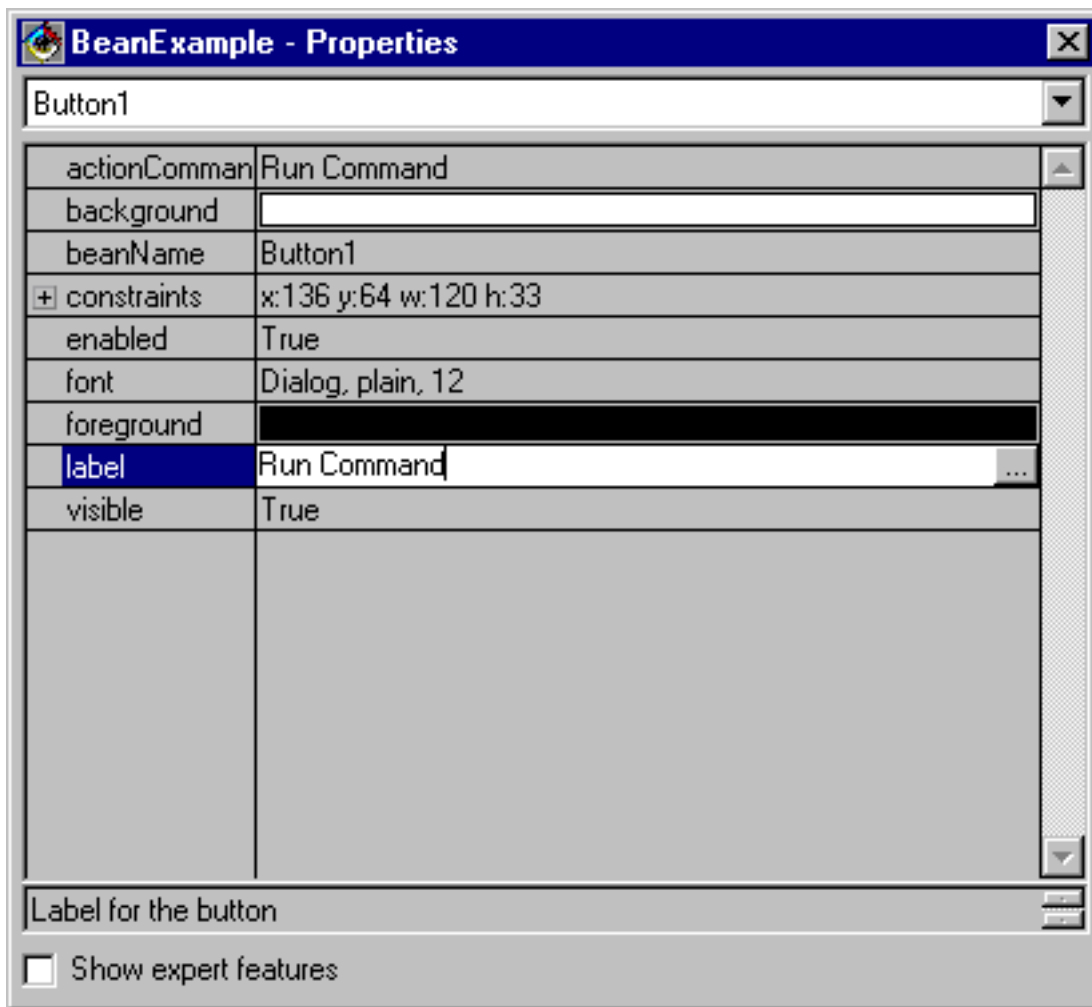 BeanExample - Properties
Button1
actionComman Run Command
background
beanName Button1
constraints x:136 y:64 w:120 h:33
enabled True
font Dialog, plain, 12
foreground
label Run Command ...
visible True
Label for the button
Show expert features